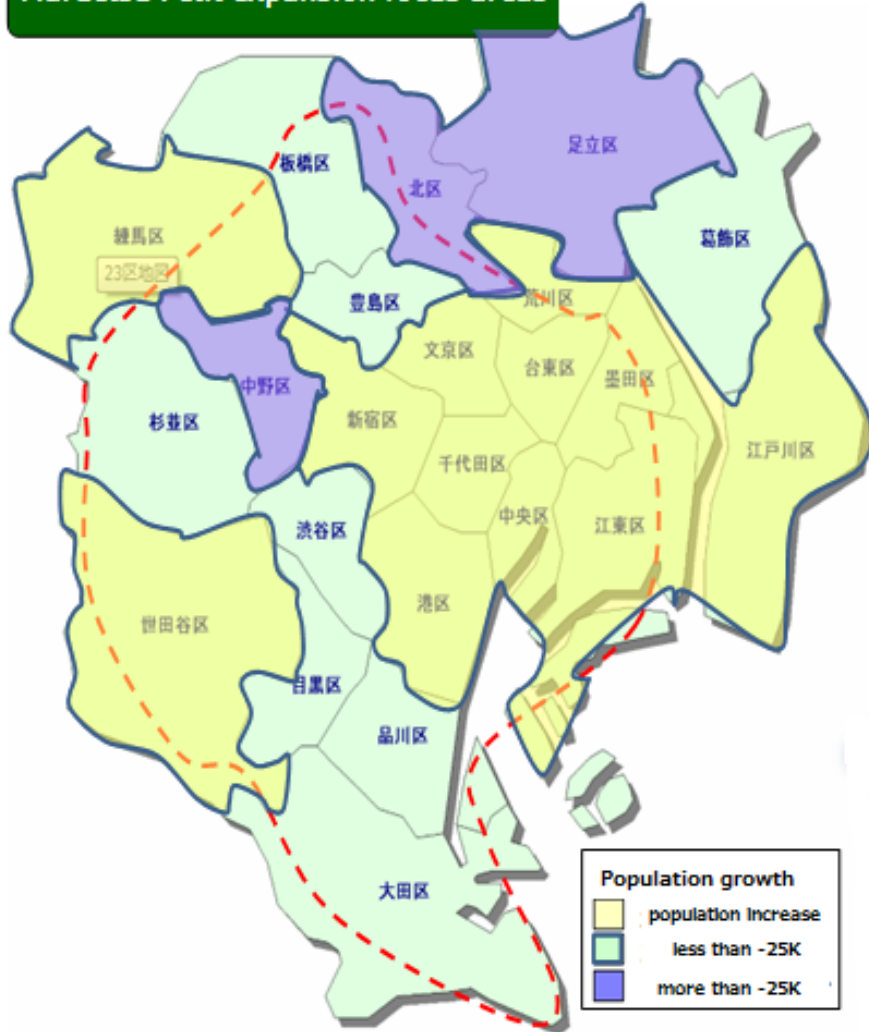 足立区
板橋区
北区
練馬区
葛飾区
23区地図
豊島区
荒川区
文京区
台東区
墨田区
中野区
杉並区
新宿区
江戸川区
千代田区
中央区
江東区
渋谷区
港区
世田谷区
目黒区
品川区
大田区
Population growth
population increase
less than -25K
more than -25K